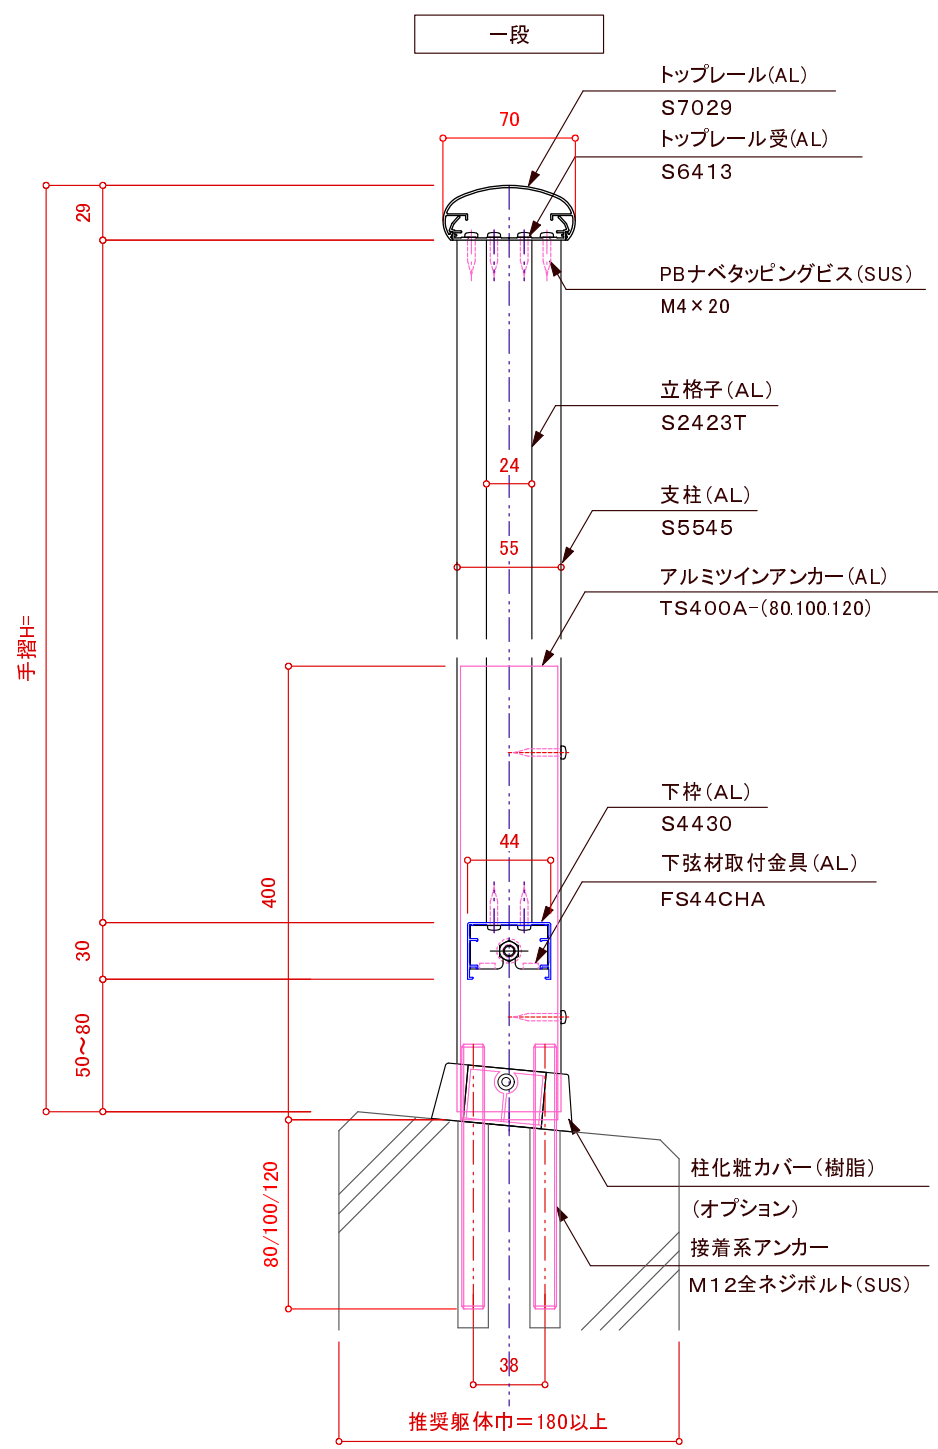 一段
トップレール(AL)
S7029
70
トップレール受(AL)
S6413
29
PBナベタッピングビス(SUS)
M4×20
立格子(AL)
S2423T
24
支柱(AL)
S5545
55
アルミツインアンカー(AL)
TS400A-(80.100.120)
手摺H=
下枠(AL)
S4430
44
下弦材取付金具(AL)
FS44CHA
400
30
50〜80
柱化粧カバー(樹脂)
(オプション)
80/100/120
接着系アンカー
M12全ネジボルト(SUS)
38
推奨躯体巾=180以上